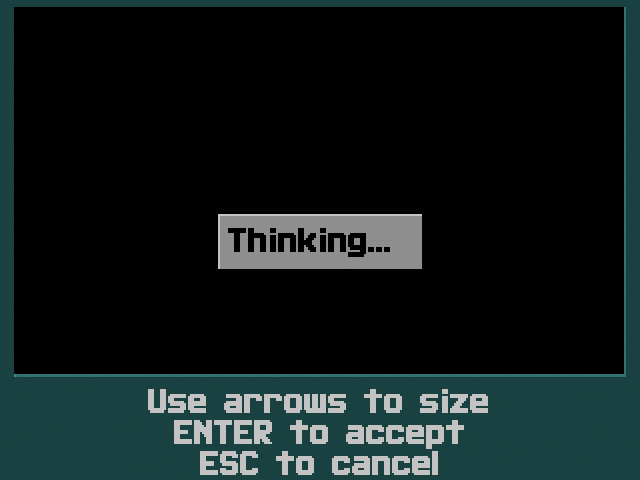 Thinking...
Use arrows to size
ENTER to accept
ESC to cancel